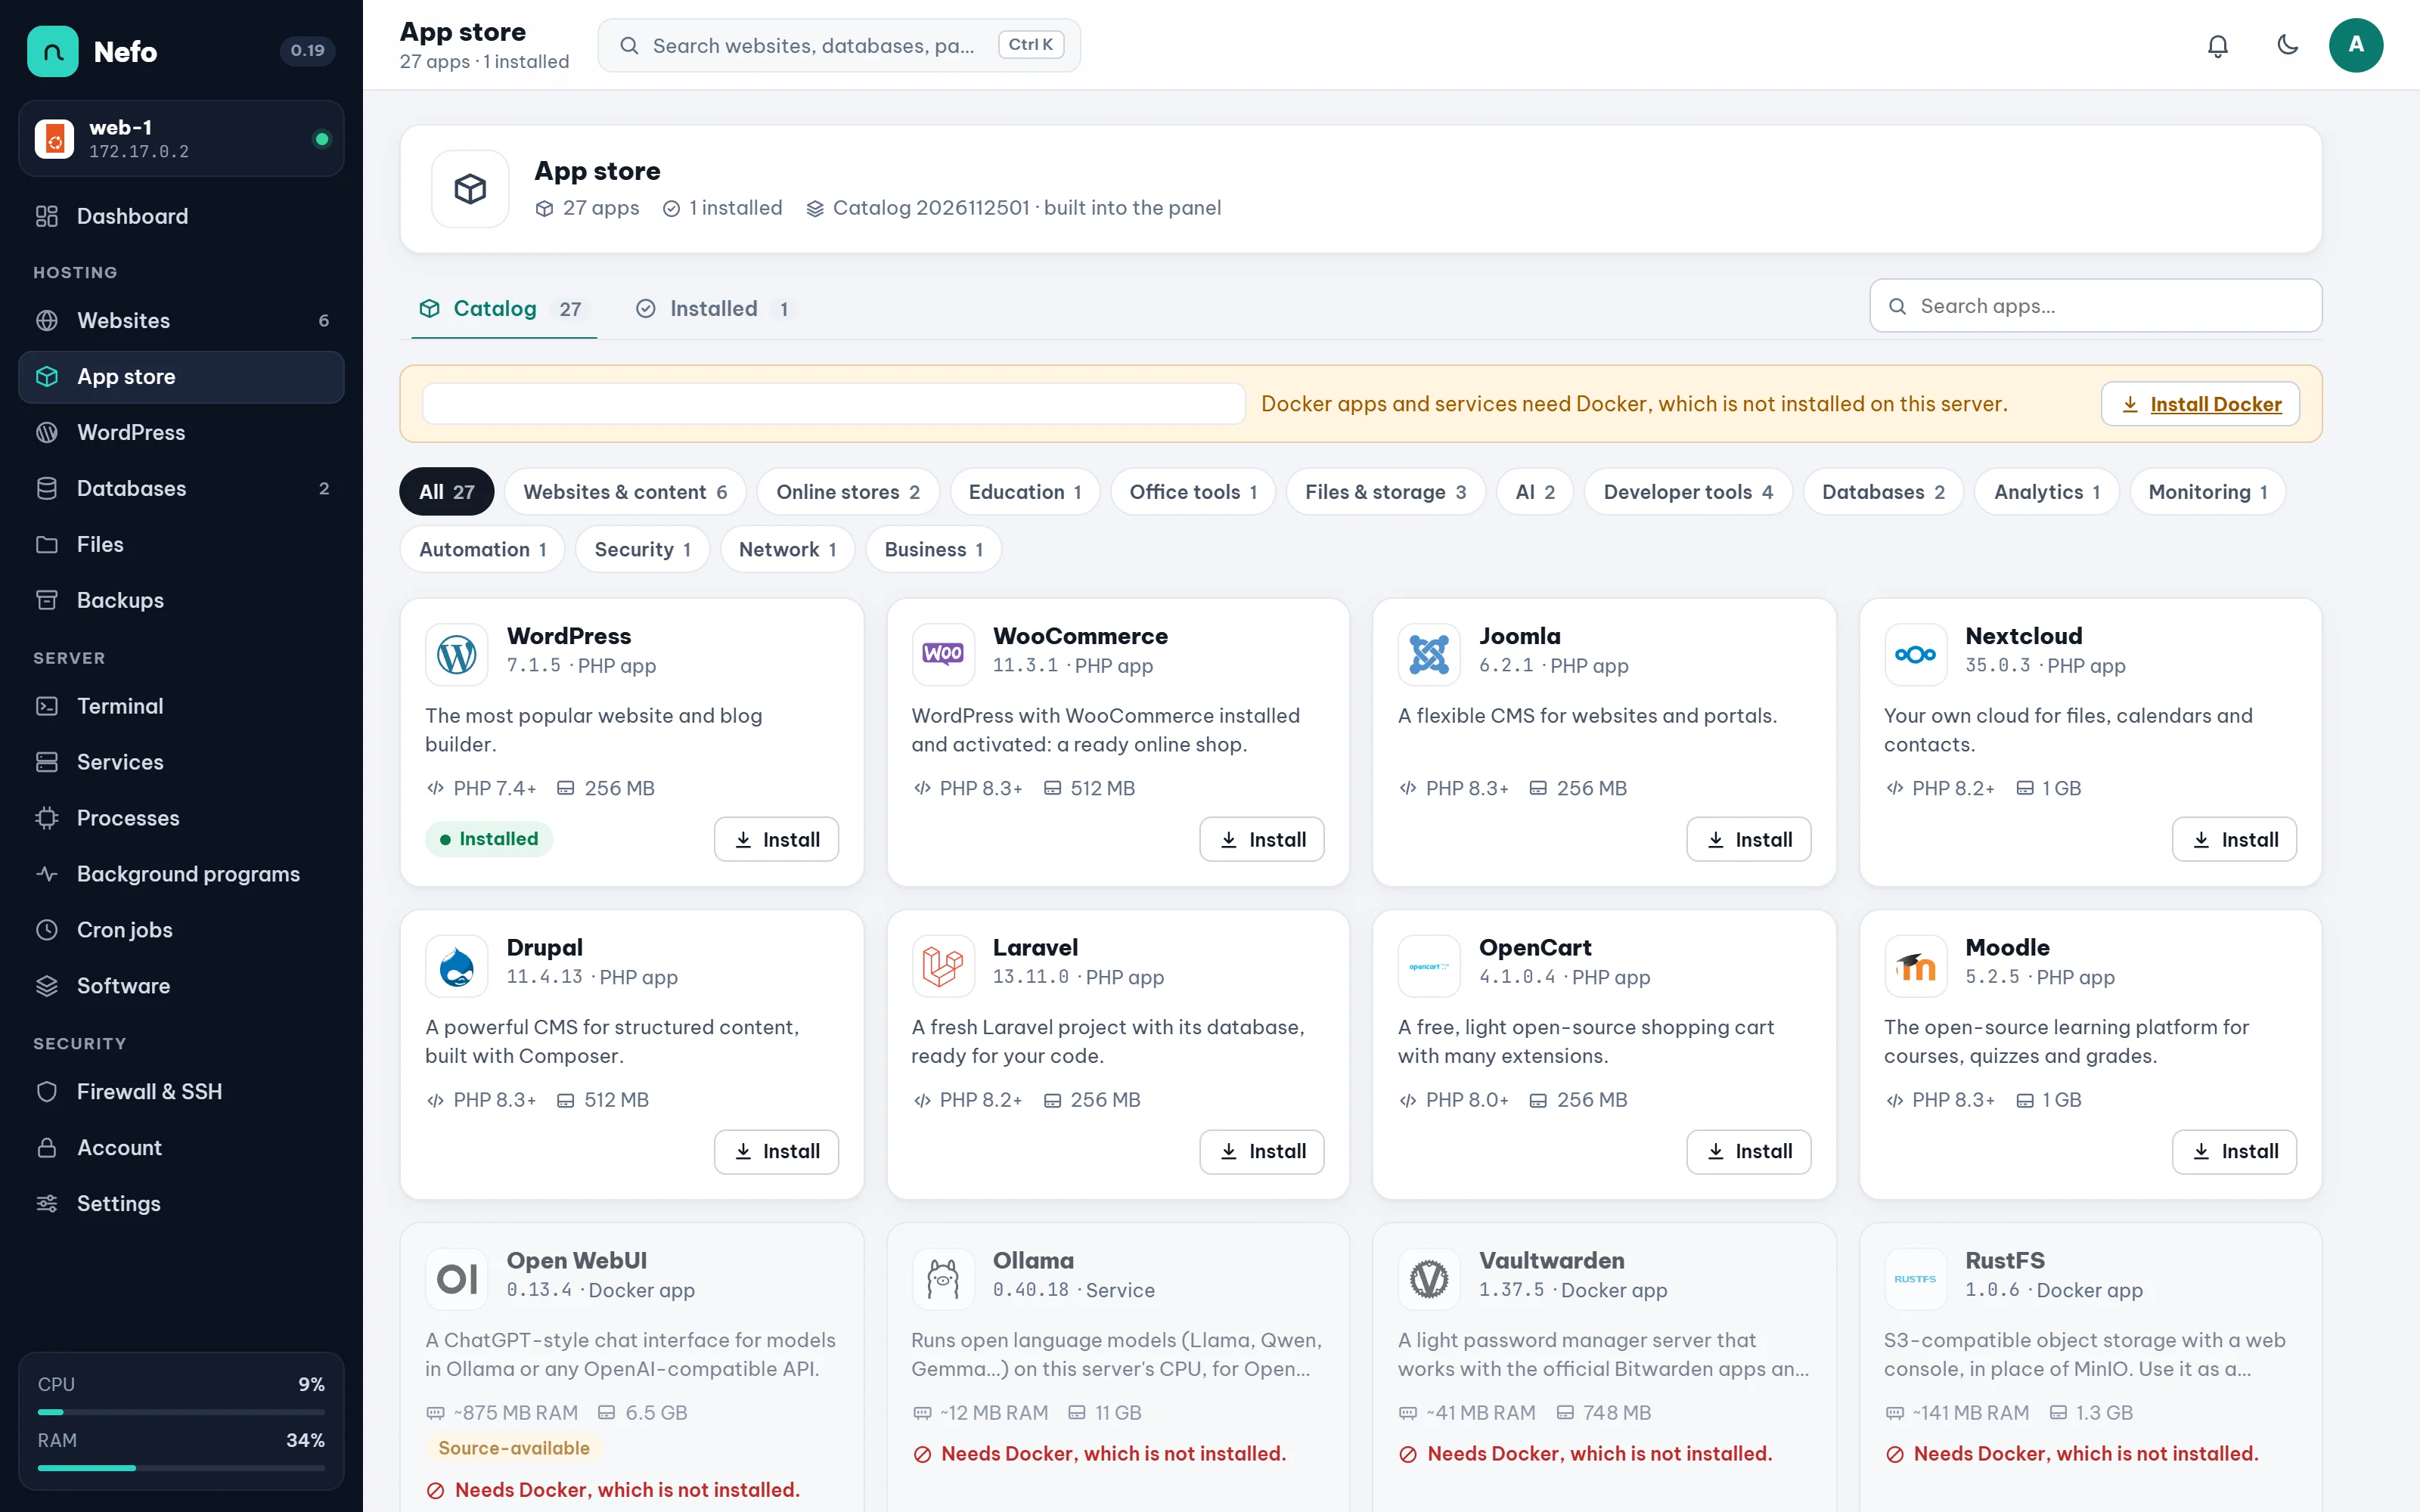 Nefo
0.19
web-1
172.17.0.2
Dashboard
HOSTING
Websites 6
App store
WordPress
Databases 2
Files
Backups
SERVER
Terminal
Services
Processes
Background programs
Cron jobs
Software
SECURITY
Firewall & SSH
Account
Settings
CPU 9%
RAM 34%
App store
27 apps · 1 installed
Search websites, databases, pa... Ctrl K
A
App store
27 apps 1 installed Catalog 2026112501 · built into the panel
Catalog 27 Installed 1
Search apps...
Docker apps and services need Docker, which is not installed on this server. Install Docker
All 27 Websites & content 6 Online stores 2 Education 1 Office tools 1 Files & storage 3 AI 2 Developer tools 4 Databases 2 Analytics 1 Monitoring 1
Automation 1 Security 1 Network 1 Business 1
WordPress
7.1.5 · PHP app
The most popular website and blog
builder.
PHP 7.4+ 256 MB
Installed Install
WooCommerce
11.3.1 · PHP app
WordPress with WooCommerce installed
and activated: a ready online shop.
PHP 8.3+ 512 MB
Install
Joomla
6.2.1 · PHP app
A flexible CMS for websites and portals.
PHP 8.3+ 256 MB
Install
Nextcloud
35.0.3 · PHP app
Your own cloud for files, calendars and
contacts.
PHP 8.2+ 1 GB
Install
Drupal
11.4.13 · PHP app
A powerful CMS for structured content,
built with Composer.
PHP 8.3+ 512 MB
Install
Laravel
13.11.0 · PHP app
A fresh Laravel project with its database,
ready for your code.
PHP 8.2+ 256 MB
Install
opencart
OpenCart
4.1.0.4 · PHP app
A free, light open-source shopping cart
with many extensions.
PHP 8.0+ 256 MB
Install
Moodle
5.2.5 · PHP app
The open-source learning platform for
courses, quizzes and grades.
PHP 8.3+ 1 GB
Install
OI
Open WebUI
0.13.4 · Docker app
A ChatGPT-style chat interface for models
in Ollama or any OpenAI-compatible API.
~875 MB RAM 6.5 GB
Source-available
Needs Docker, which is not installed.
Ollama
0.40.18 · Service
Runs open language models (Llama, Qwen,
Gemma...) on this server's CPU, for Open...
~12 MB RAM 11 GB
Needs Docker, which is not installed.
Vaultwarden
1.37.5 · Docker app
A light password manager server that
works with the official Bitwarden apps an...
~41 MB RAM 748 MB
Needs Docker, which is not installed.
RUSTFS
RustFS
1.0.6 · Docker app
S3-compatible object storage with a web
console, in place of MinIO. Use it as a...
~141 MB RAM 1.3 GB
Needs Docker, which is not installed.